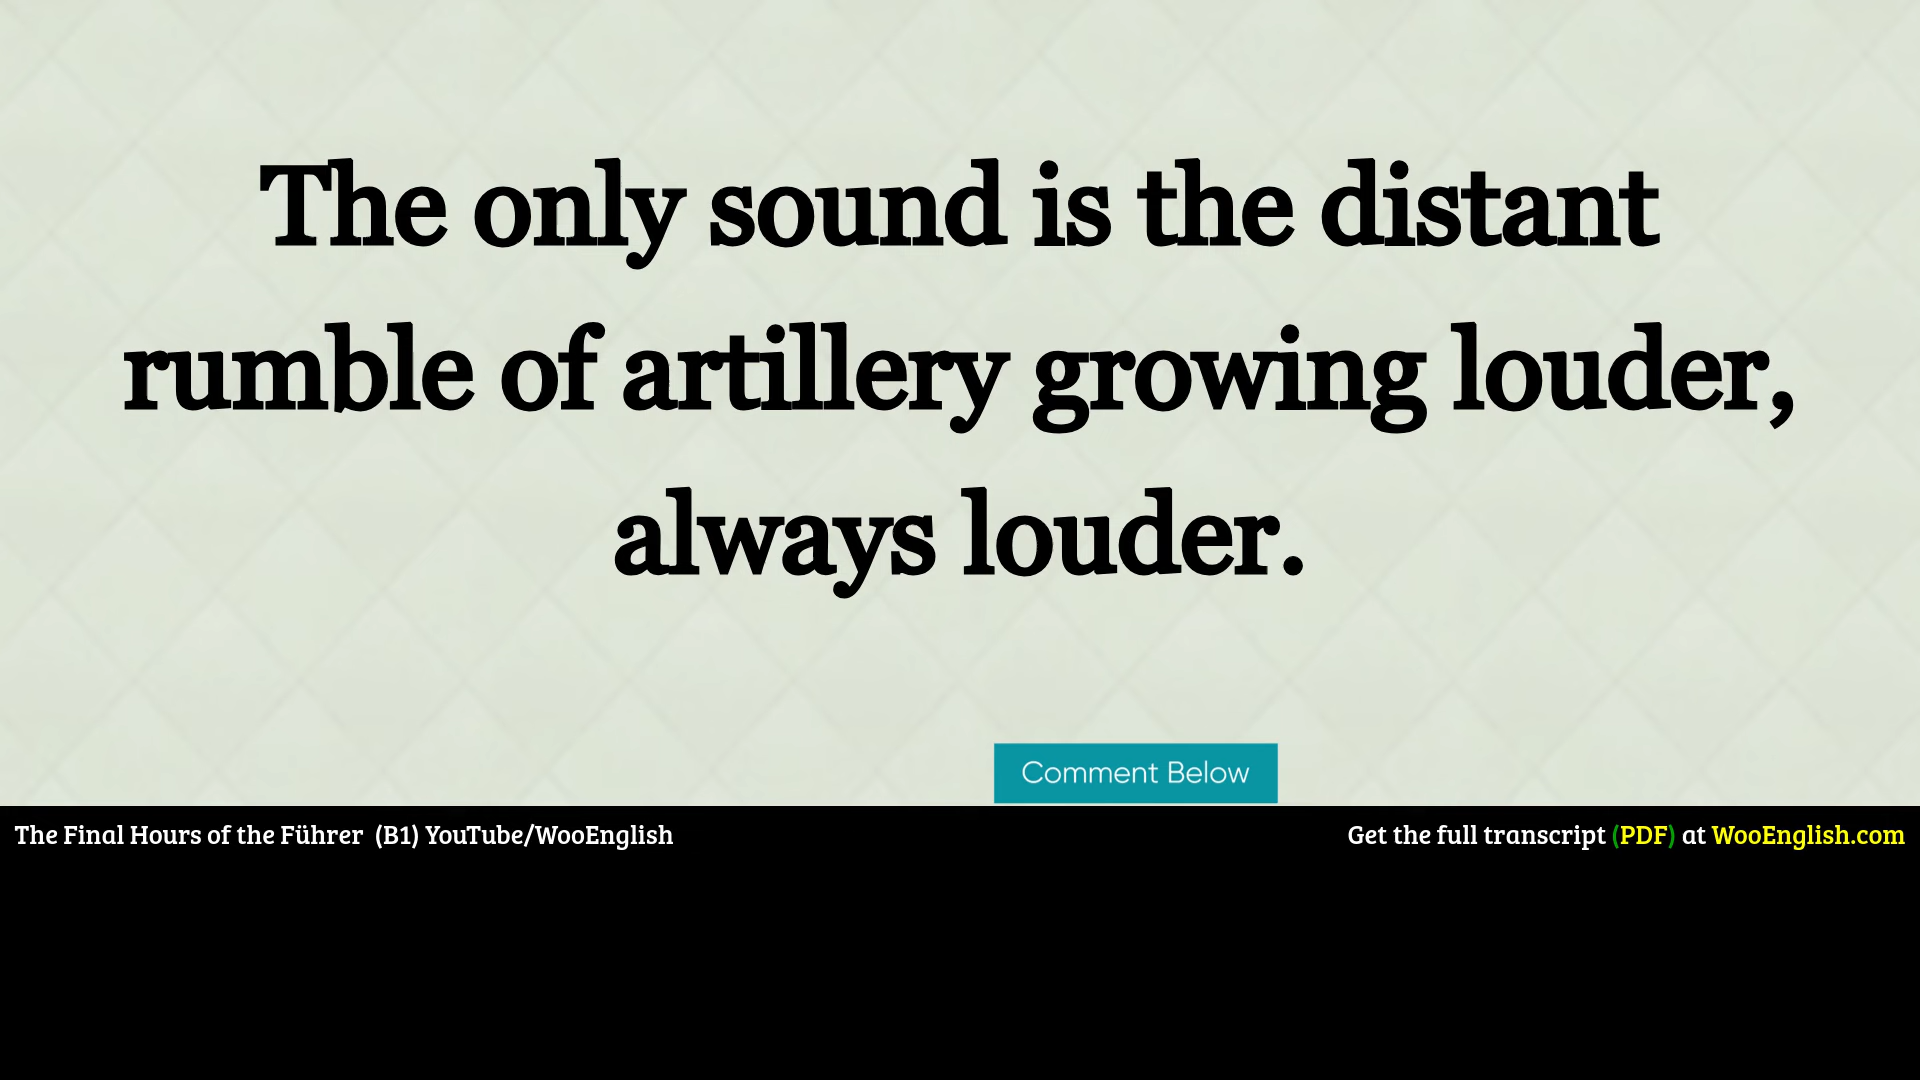 The only sound is the distant
rumble of artillery growing louder,
always louder.
Comment Below
The Final Hours of the Führer (B1) YouTube/WooEnglish
Get the full transcript (PDF) at WooEnglish.com